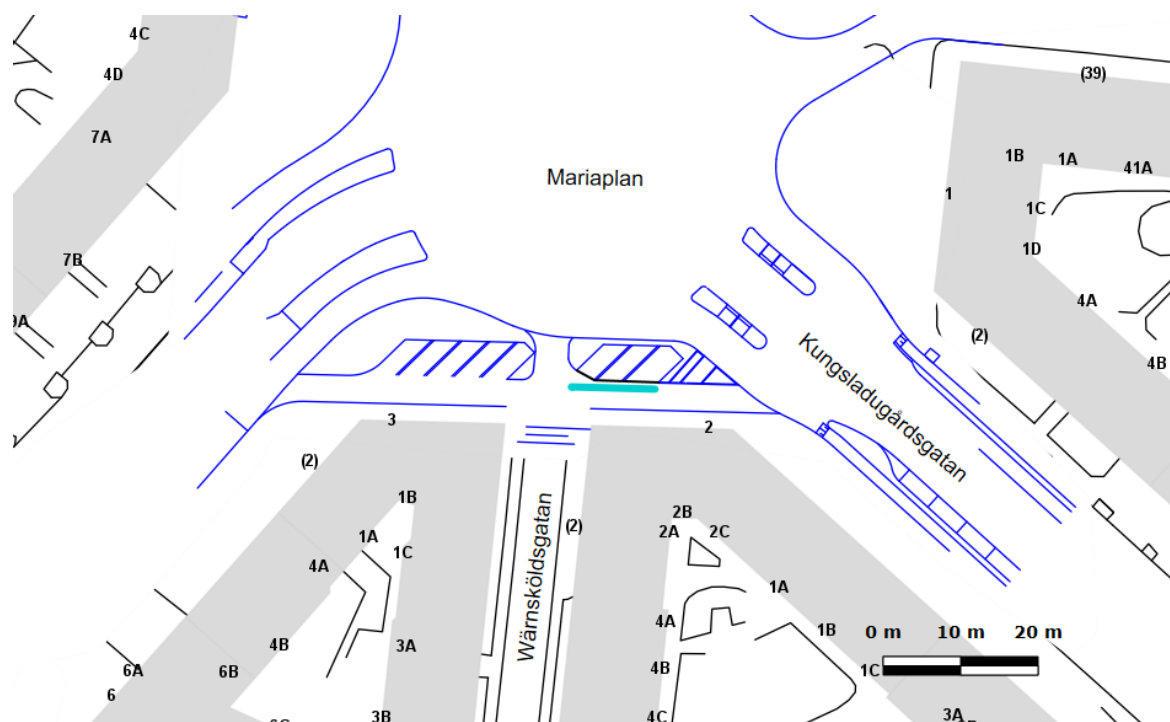 4C
4D
(39)
7A
1B
1A
41A
Mariaplan
1
1C
1D
7B
4A
9A
(2)
4B
Kungsladugårdsgatan
3
2
(2)
1B
2B
(2)
1A
2A
2C
1C
4A
Wärnsköldsgatan
1A
4A
1B
0 m 10 m 20 m
4B
3A
6A
6B
4B
1C
6
3B
4C
3A